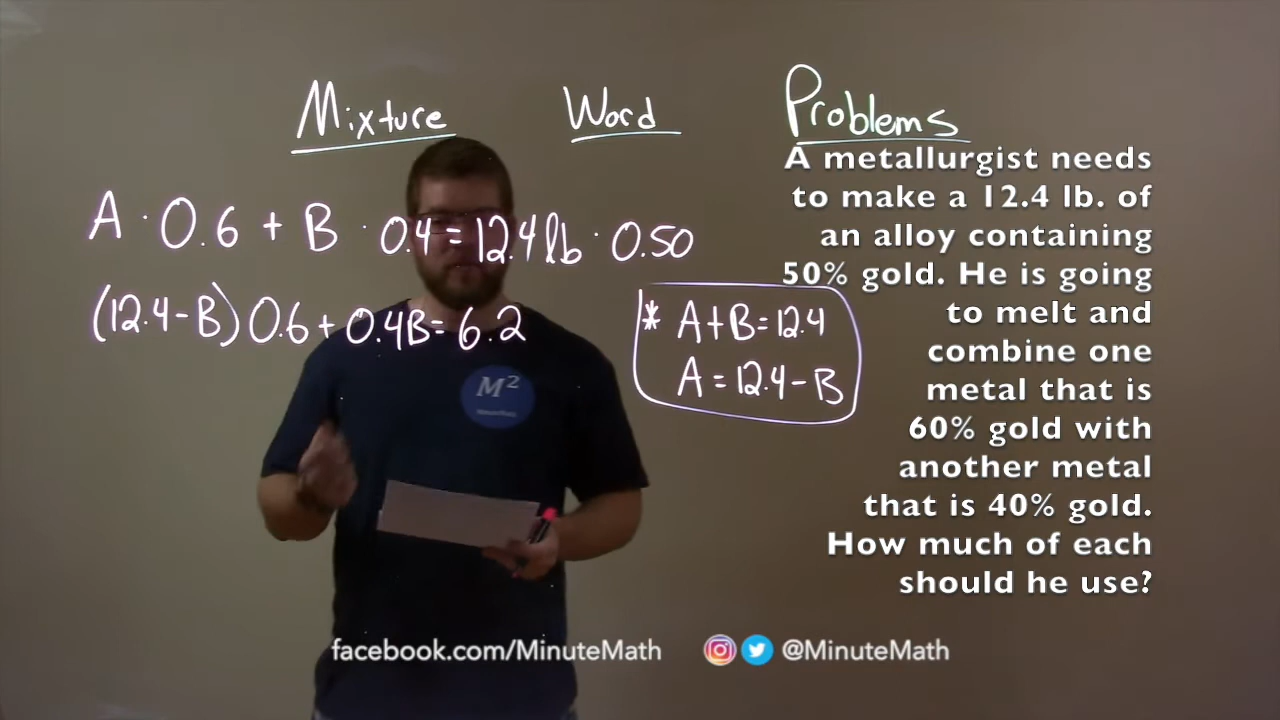 Mixture Word Problems
A metallurgist needs
to make a 12.4 lb. of
an alloy containing
50% gold. He is going
to melt and
combine one
metal that is
60% gold with
another metal
that is 40% gold.
How much of each
should he use?
A · 0.6 + B · 0.4 = 12.4 lb · 0.50
(12.4 - B) 0.6 + 0.4B = 6.2
* A + B = 12.4
A = 12.4 - B
M²
facebook.com/MinuteMath
@MinuteMath